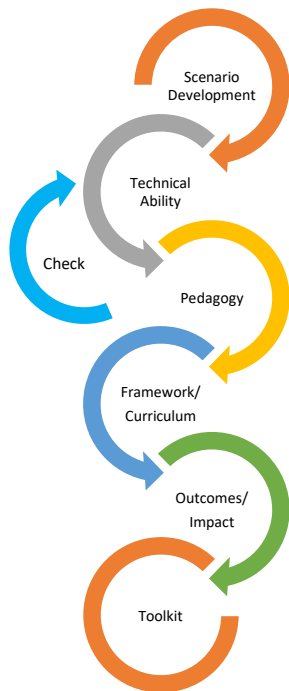 Scenario
Development
Technical
Ability
Check
Pedagogy
Framework/
Curriculum
Outcomes/
Impact
Toolkit